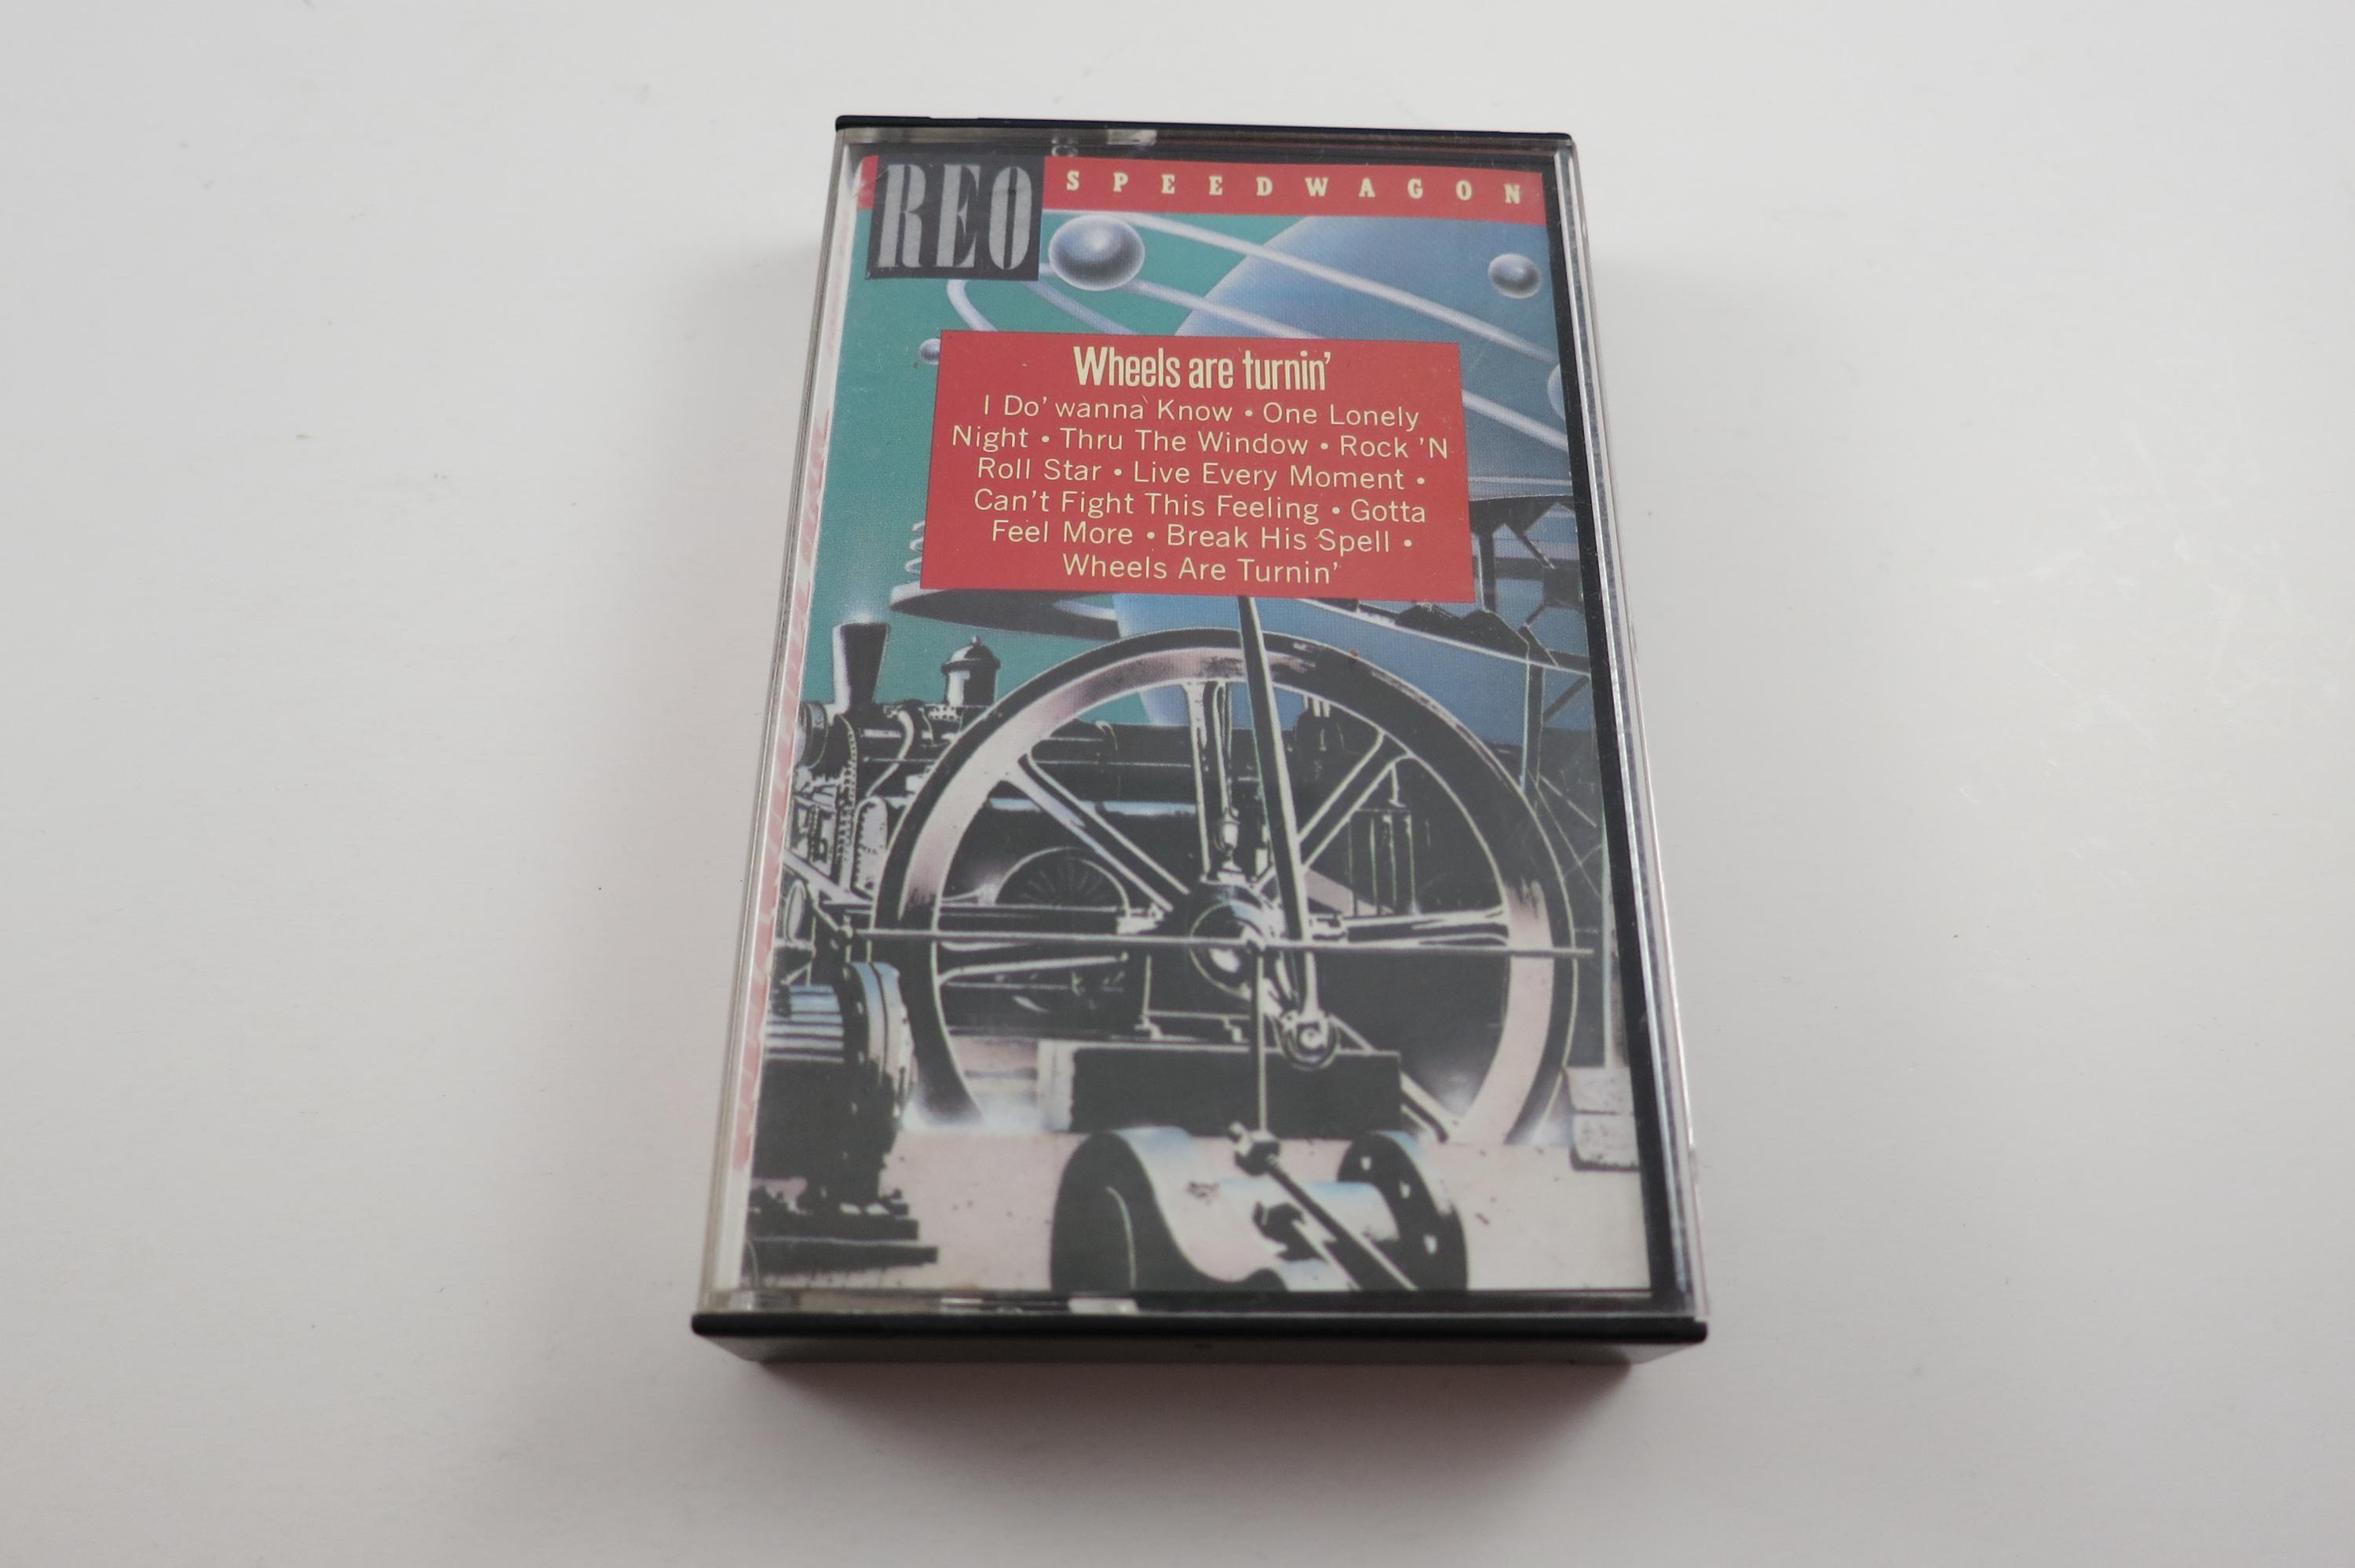 REO SPEEDWAGON
Wheels are turnin'
I Do' wanna Know • One Lonely
Night • Thru The Window • Rock 'N
Roll Star • Live Every Moment •
Can't Fight This Feeling • Gotta
Feel More • Break His Spell •
Wheels Are Turnin'